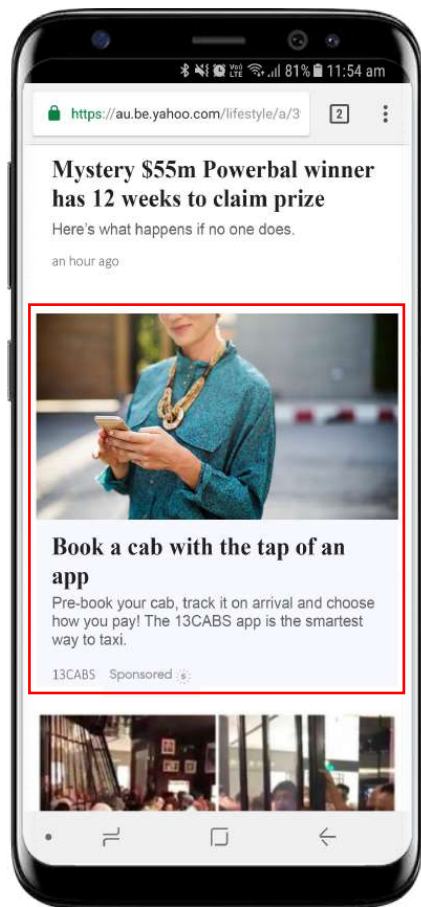 81% 11:54 am
https://au.be.yahoo.com/lifestyle/a/3
2
Mystery $55m Powerbal winner
has 12 weeks to claim prize
Here's what happens if no one does.
an hour ago
Book a cab with the tap of an
app
Pre-book your cab, track it on arrival and choose
how you pay! The 13CABS app is the smartest
way to taxi.
13CABS Sponsored